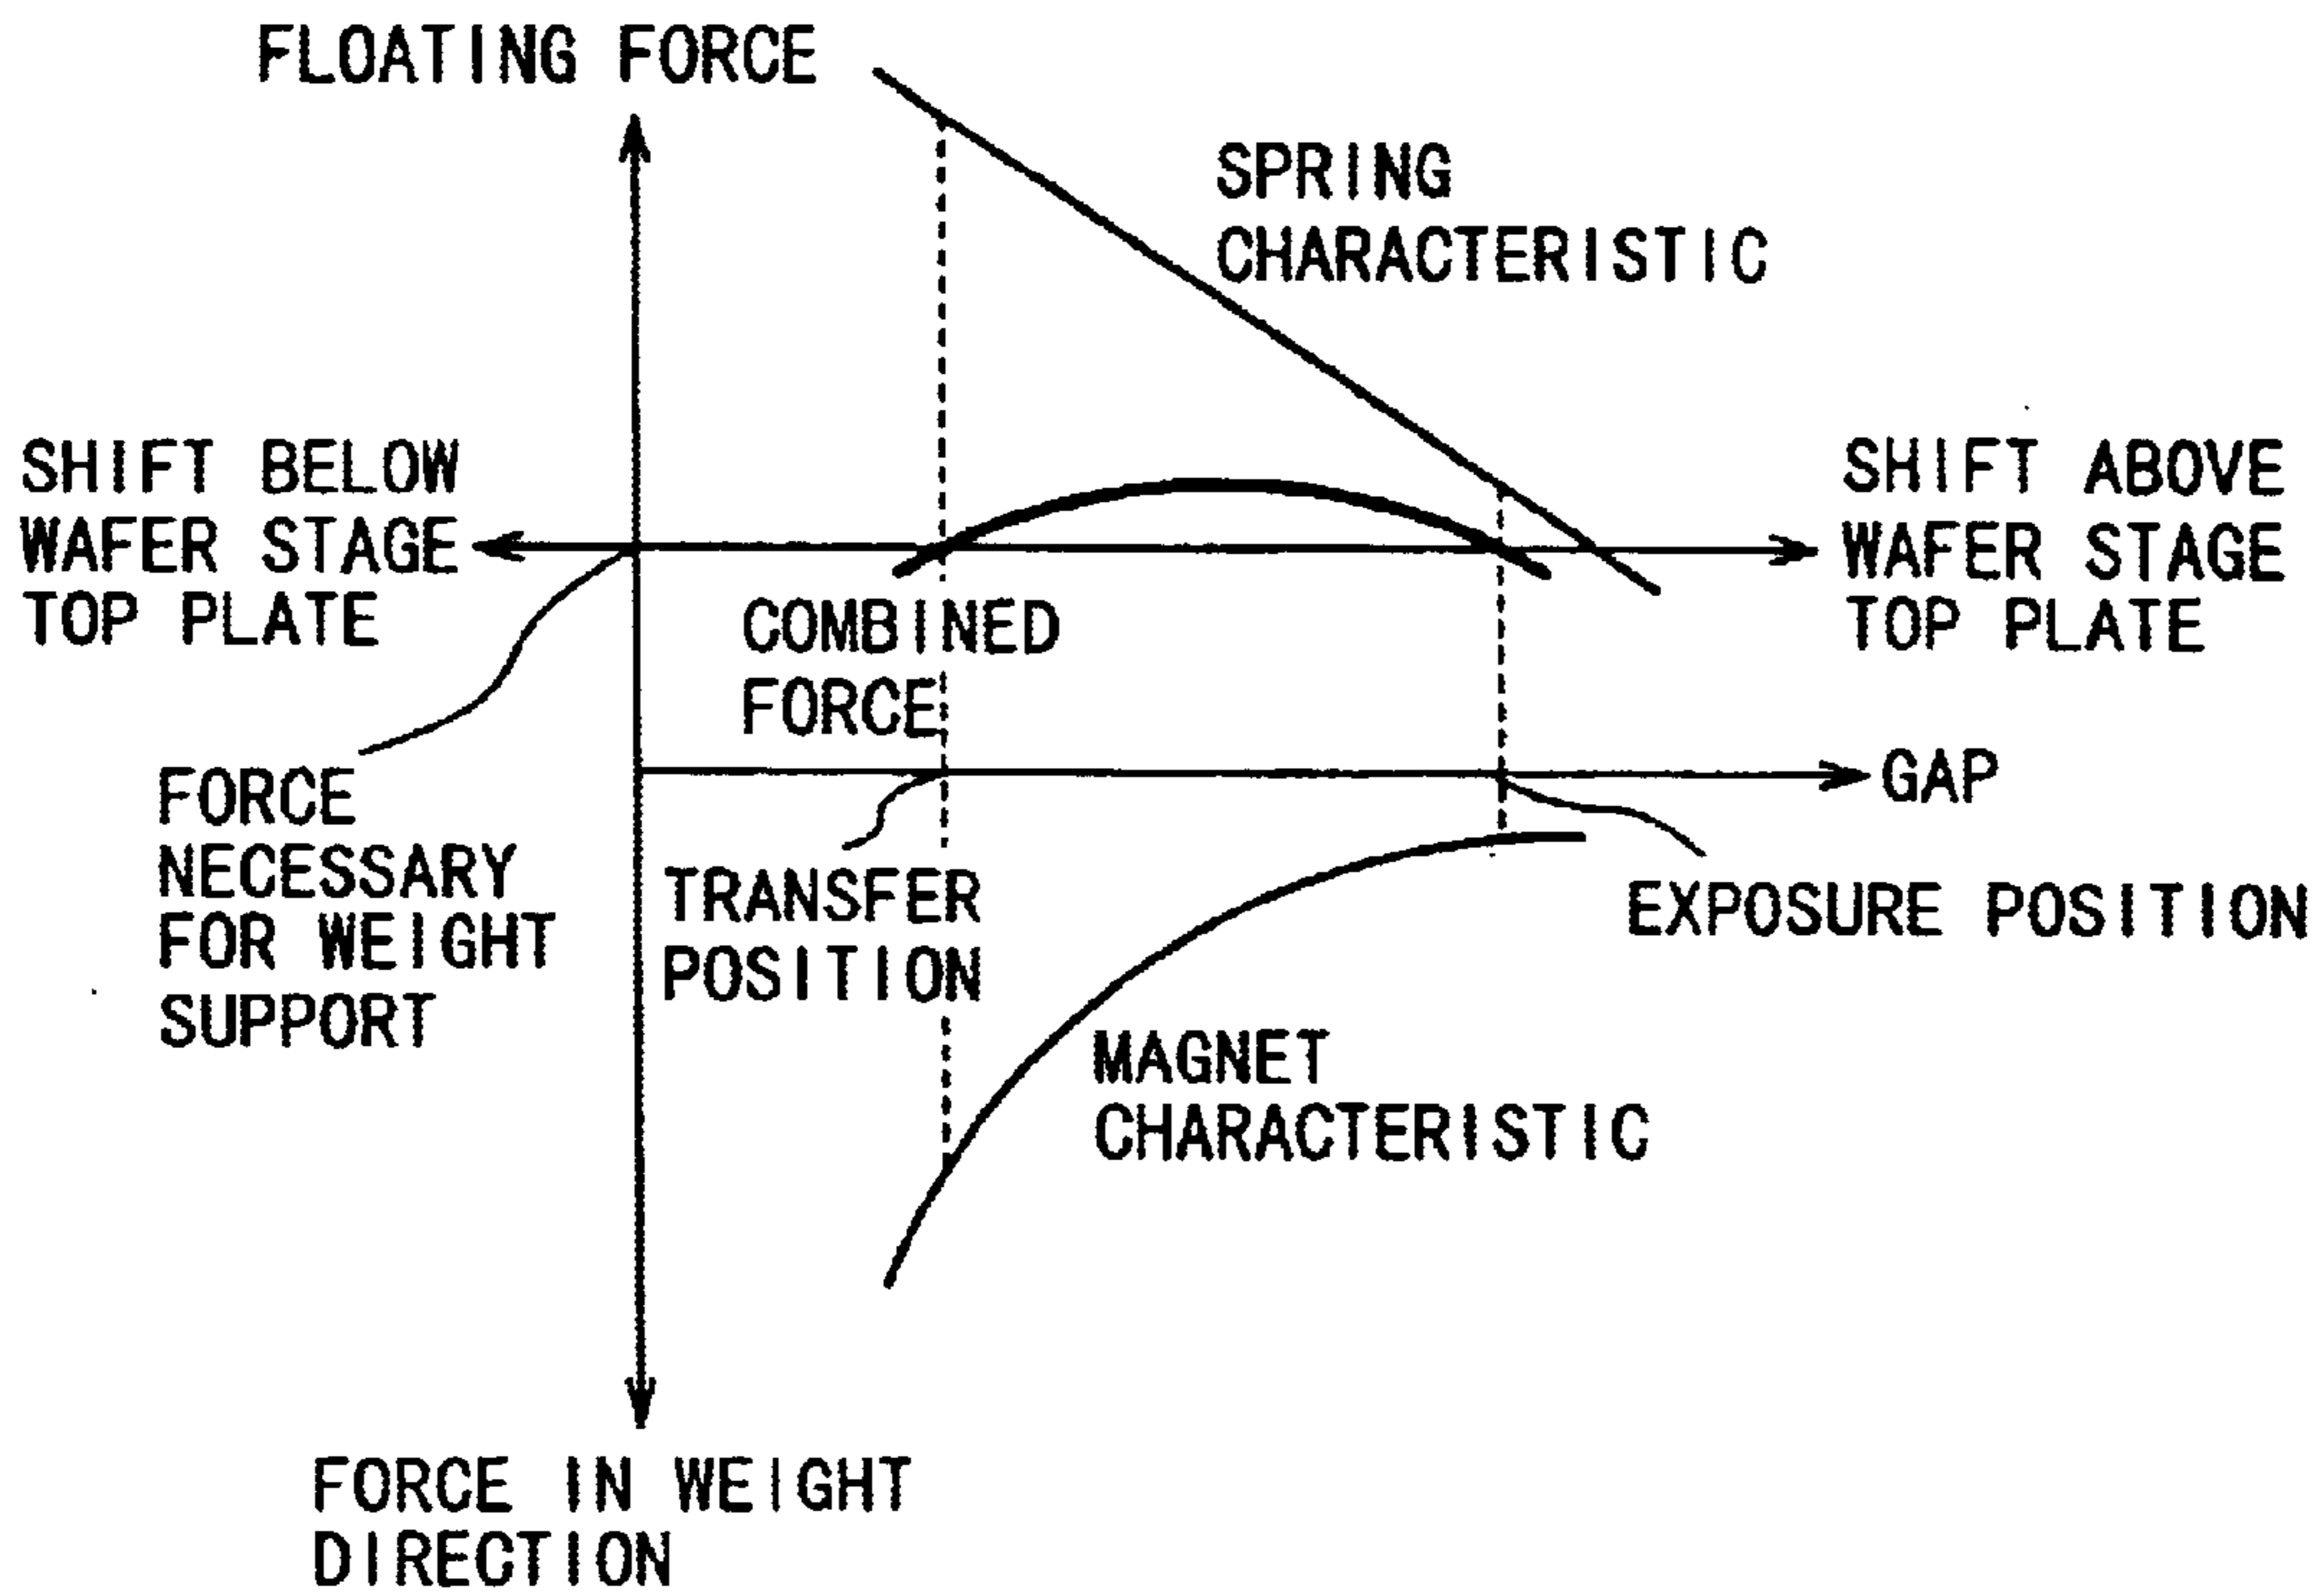 FLOATING FORCE
SPRING
CHARACTERISTIC
SHIFT BELOW
WAFER STAGE
TOP PLATE
SHIFT ABOVE
WAFER STAGE
TOP PLATE
COMBINED
FORCE
FORCE
NECESSARY
FOR WEIGHT
SUPPORT
GAP
TRANSFER
POSITION
EXPOSURE POSITION
MAGNET
CHARACTERISTIC
FORCE IN WEIGHT
DIRECTION